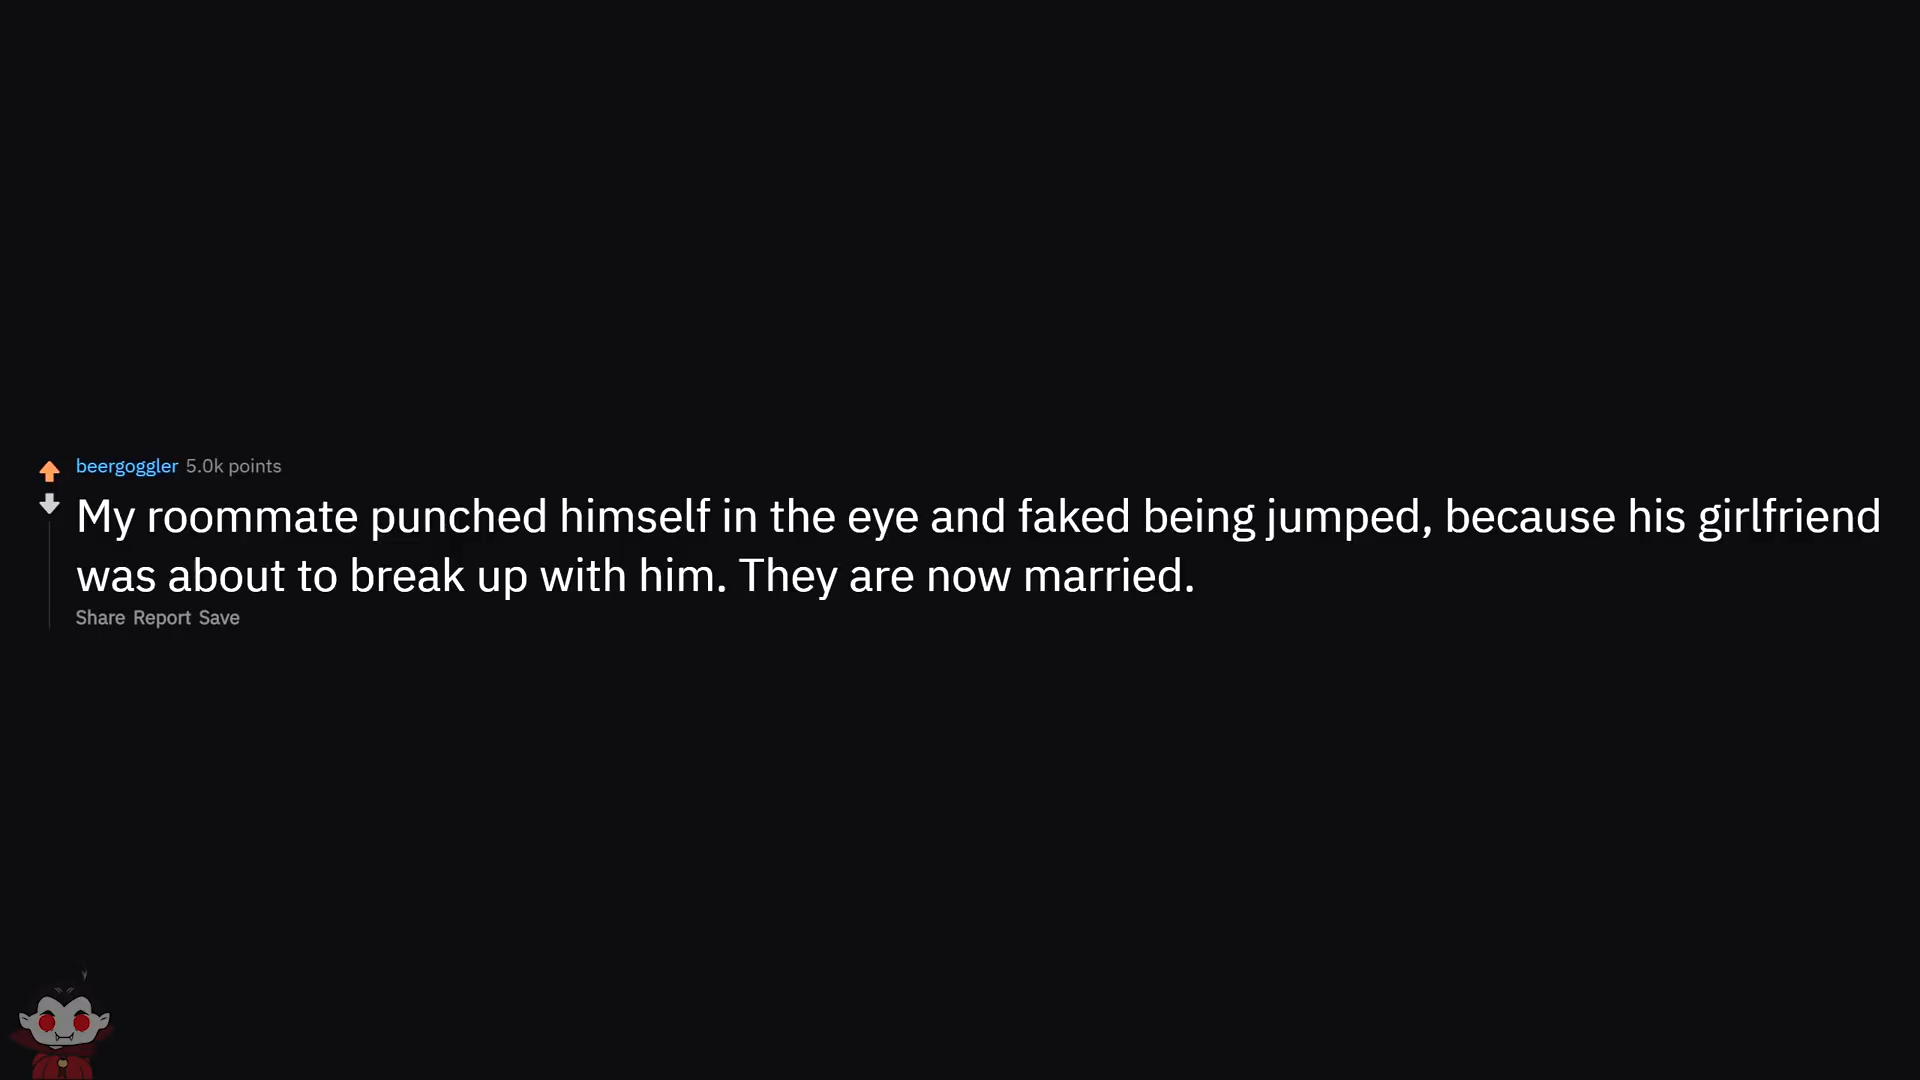 beergoggler 5.0k points
My roommate punched himself in the eye and faked being jumped, because his girlfriend
was about to break up with him. They are now married.
Share Report Save